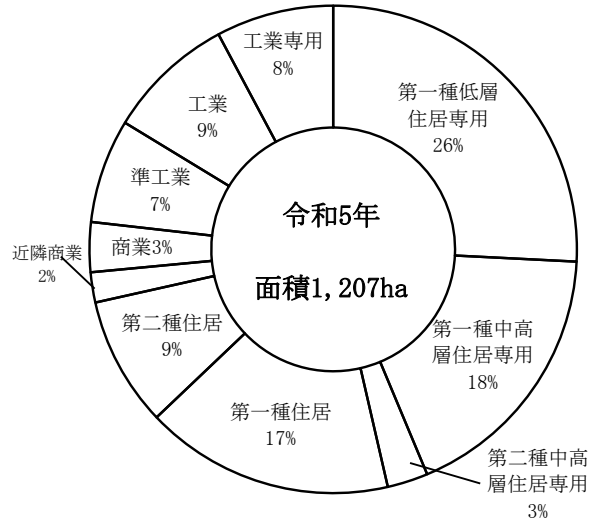 第一種低層
住居専用
26%
第一種中高
層住居専用
18%
第二種中高
層住居専用
3%
第一種住居
17%
第二種住居
9%
近隣商業
2%
商業3%
準工業
7%
工業
9%
工業専用
8%
令和5年
面積1,207ha